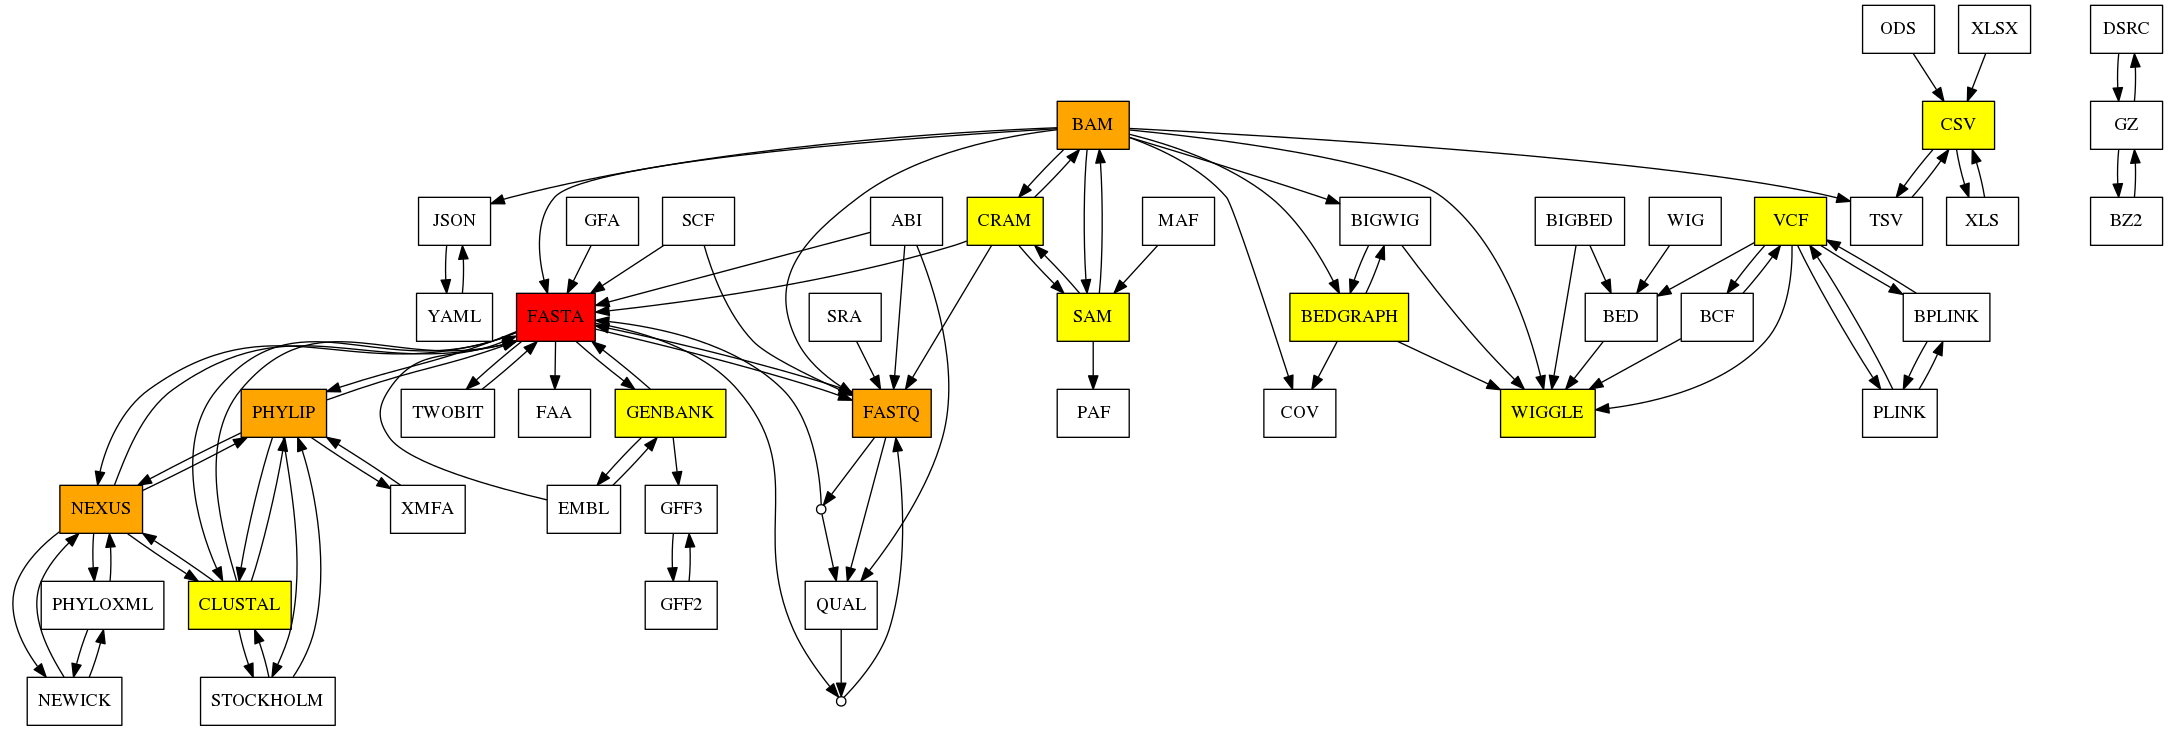 ODS
XLSX
DSRC
BAM
CSV
GZ
JSON
GFA
SCF
ABI
CRAM
MAF
BIGWIG
BIGBED
WIG
VCF
TSV
XLS
BZ2
YAML
FASTA
SRA
SAM
BEDGRAPH
BED
BCF
BPLINK
PHYLIP
TWOBIT
FAA
GENBANK
FASTQ
PAF
COV
WIGGLE
PLINK
NEXUS
XMFA
EMBL
GFF3
PHYLOXML
CLUSTAL
GFF2
QUAL
NEWICK
STOCKHOLM